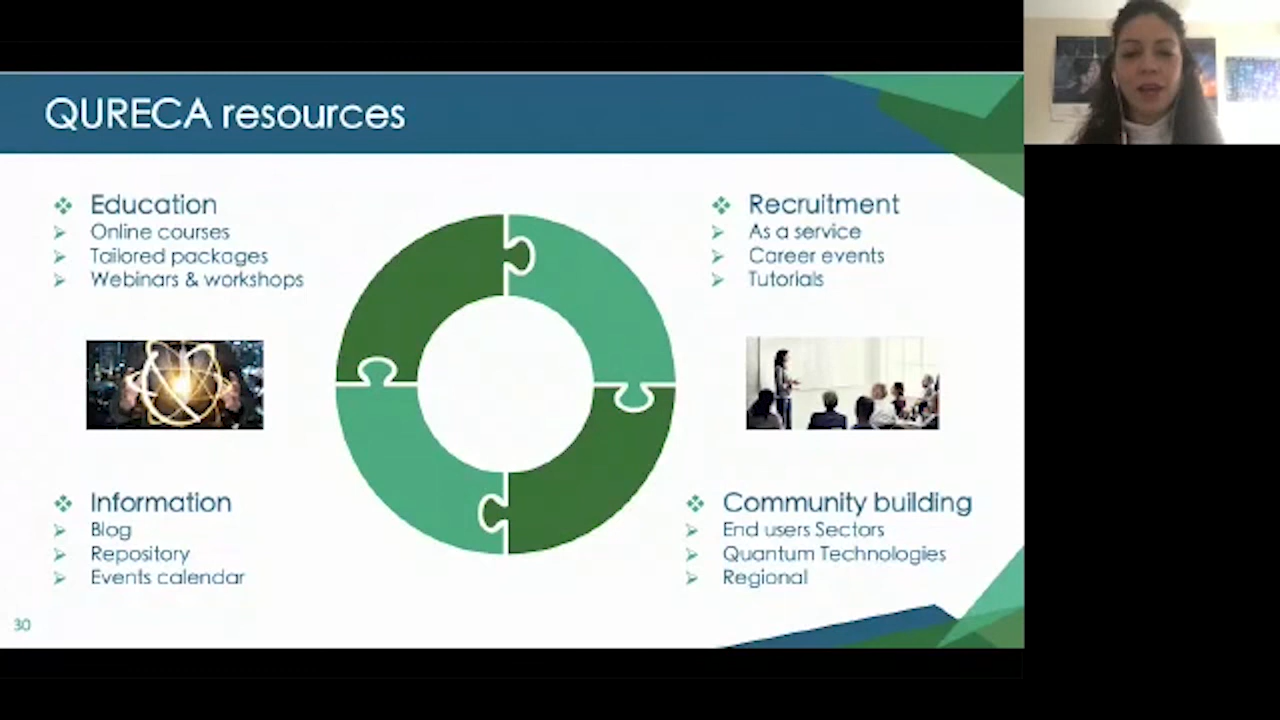 QURECA resources
Education
Online courses
Tailored packages
Webinars & workshops
Recruitment
As a service
Career events
Tutorials
Information
Blog
Repository
Events calendar
Community building
End users Sectors
Quantum Technologies
Regional
30